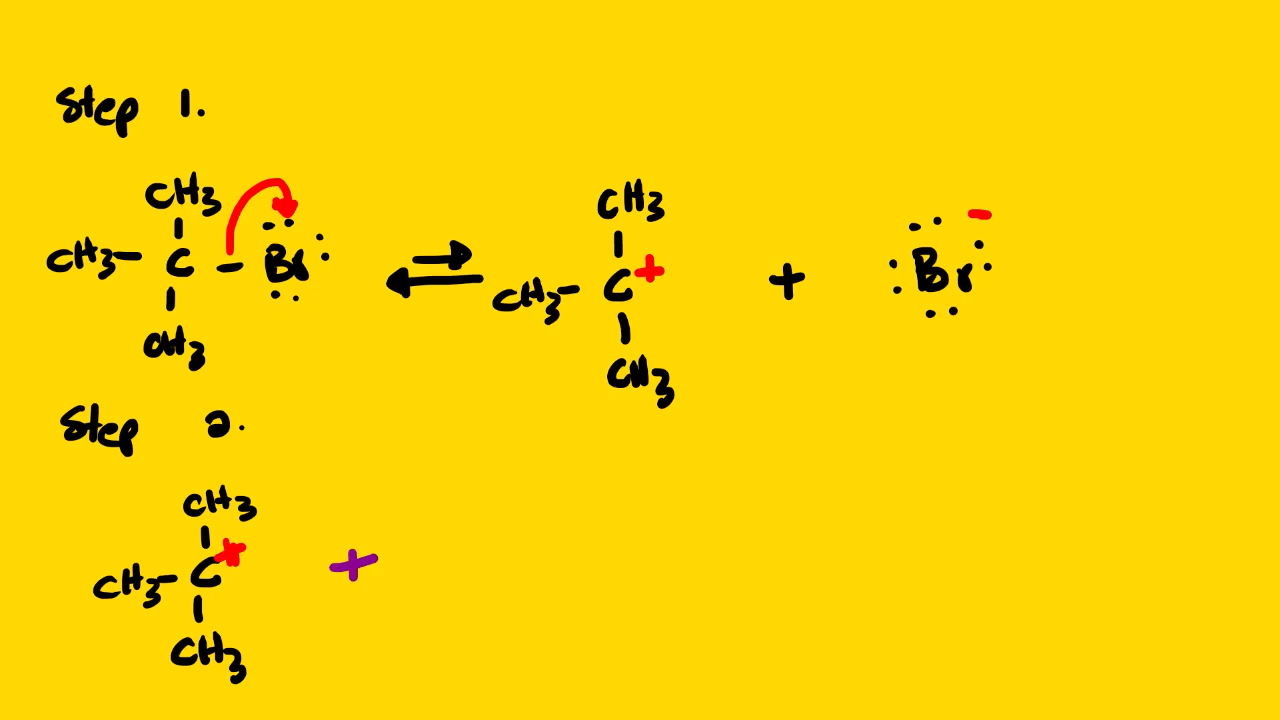 Step 1.
CH3
CH3- C - Br
CH3
CH3
CH3- C+ + Br -
CH3
Step 2.
CH3
CH3- C+ +
CH3